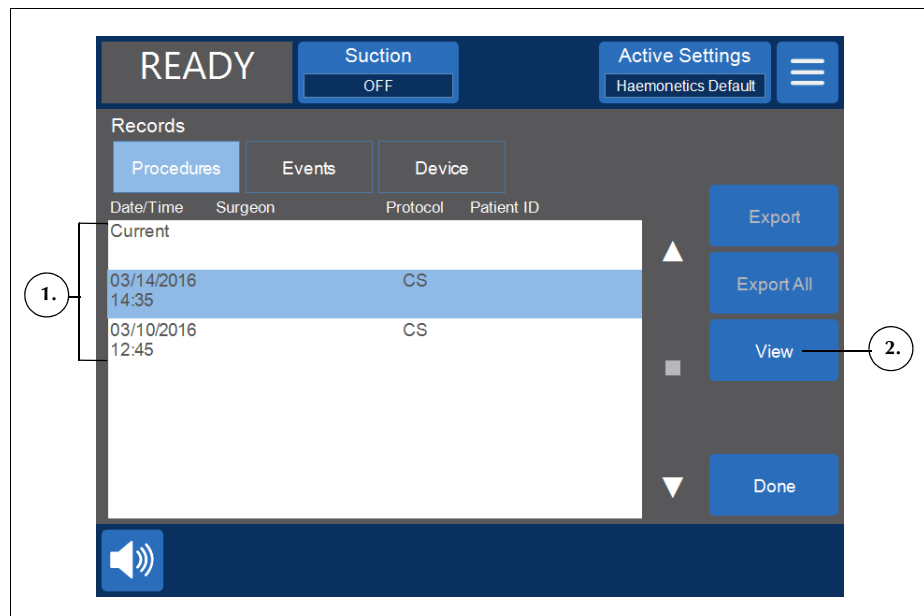 READY
Suction
OFF
Active Settings
Haemonetics Default
Records
Procedures
Events
Device
Date/Time Surgeon Protocol Patient ID
Current
03/14/2016 CS
14:35
03/10/2016 CS
12:45
Export
Export All
View
Done
1.
2.